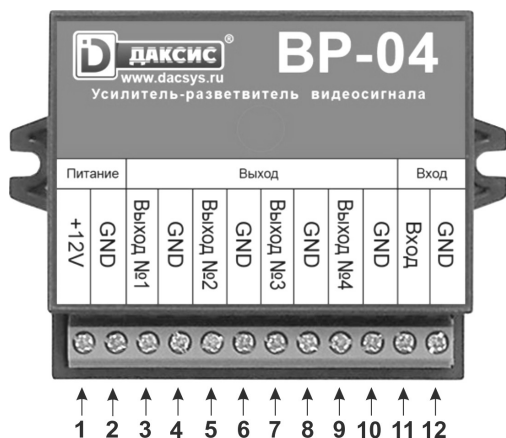 ДАКСИС®
BP-04
www.dacsys.ru
Усилитель-разветвитель видеосигнала
Питание Выход Вход
+12V GND Выход №1 GND Выход №2 GND Выход №3 GND Выход №4 GND Вход GND
1 2 3 4 5 6 7 8 9 10 11 12